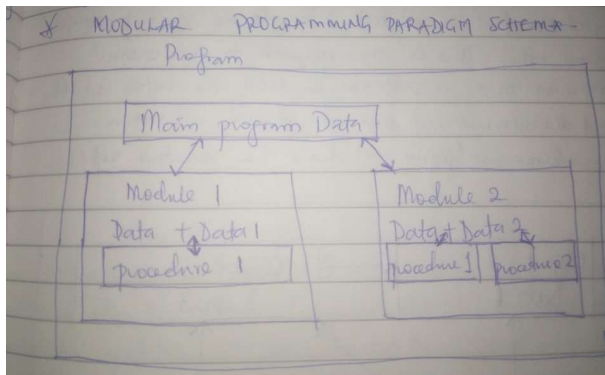 * MODULAR PROGRAMMING PARADIGM SCHEMA-
Program
Main program Data
Module 1
Data + Data 1
procedure 1
Module 2
Data + Data 2
procedure 1
procedure 2